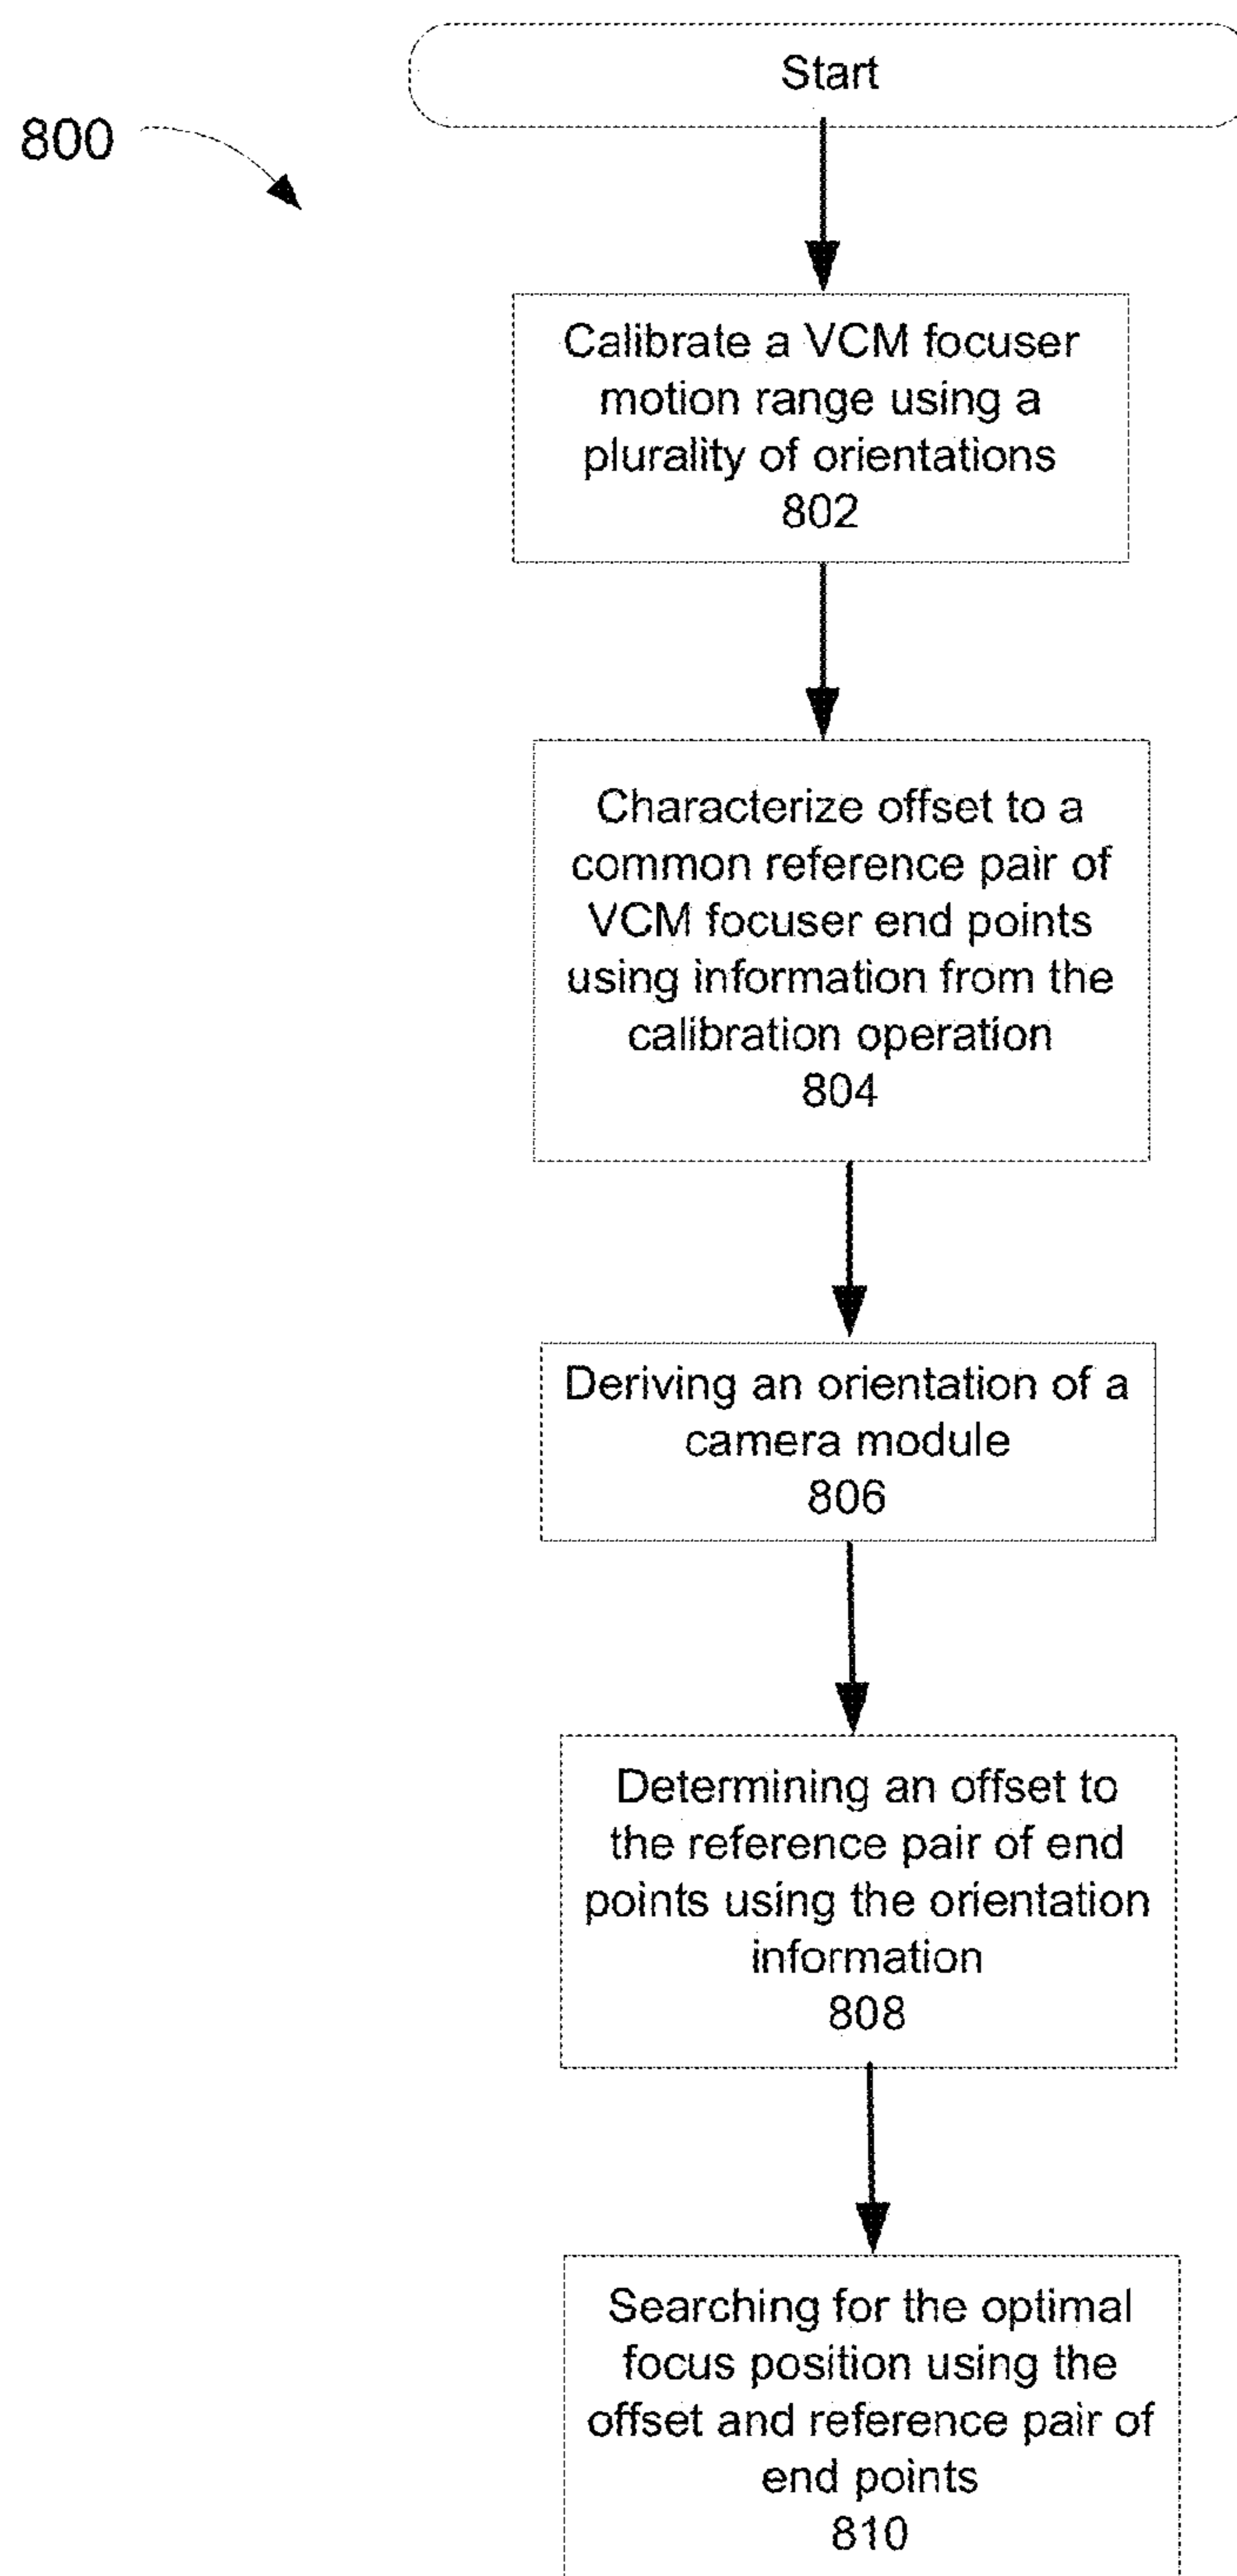 Start
800
Calibrate a VCM focuser
motion range using a
plurality of orientations
802
Characterize offset to a
common reference pair of
VCM focuser end points
using information from the
calibration operation
804
Deriving an orientation of a
camera module
806
Determining an offset to
the reference pair of end
points using the orientation
information
808
Searching for the optimal
focus position using the
offset and reference pair of
end points
810